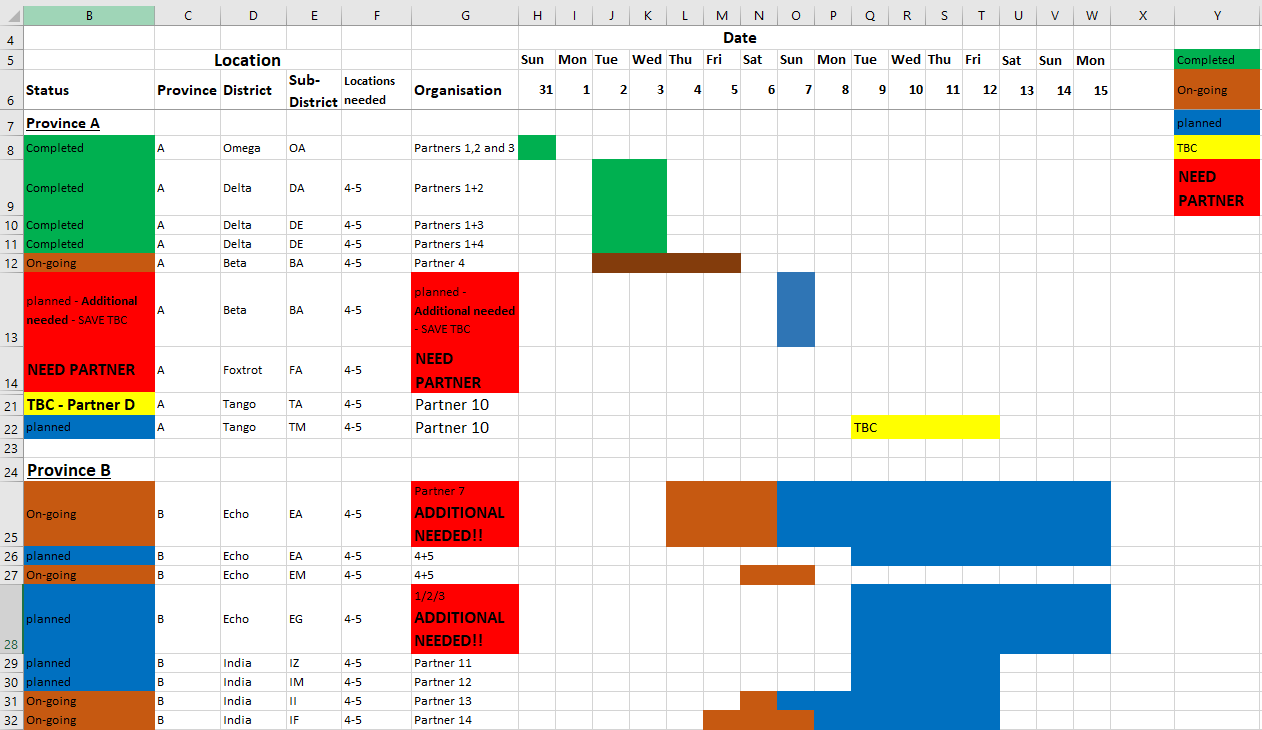 B C D E F G H I J K L M N O P Q R S T U V W X Y
4 Date
5 Location Sun Mon Tue Wed Thu Fri Sat Sun Mon Tue Wed Thu Fri Sat Sun Mon Completed
6 Status Province District Sub-District Locations needed Organisation 31 1 2 3 4 5 6 7 8 9 10 11 12 13 14 15 On-going
7 Province A planned
8 Completed A Omega OA Partners 1,2 and 3 TBC
9 Completed A Delta DA 4-5 Partners 1+2 NEED PARTNER
10 Completed A Delta DE 4-5 Partners 1+3
11 Completed A Delta DE 4-5 Partners 1+4
12 On-going A Beta BA 4-5 Partner 4
13 planned - Additional needed - SAVE TBC A Beta BA 4-5 planned - Additional needed - SAVE TBC
14 NEED PARTNER A Foxtrot FA 4-5 NEED PARTNER
21 TBC - Partner D A Tango TA 4-5 Partner 10
22 planned A Tango TM 4-5 Partner 10 TBC
23
24 Province B
25 On-going B Echo EA 4-5 Partner 7 ADDITIONAL NEEDED!!
26 planned B Echo EA 4-5 4+5
27 On-going B Echo EM 4-5 4+5
28 planned B Echo EG 4-5 1/2/3 ADDITIONAL NEEDED!!
29 planned B India IZ 4-5 Partner 11
30 planned B India IM 4-5 Partner 12
31 On-going B India II 4-5 Partner 13
32 On-going B India IF 4-5 Partner 14